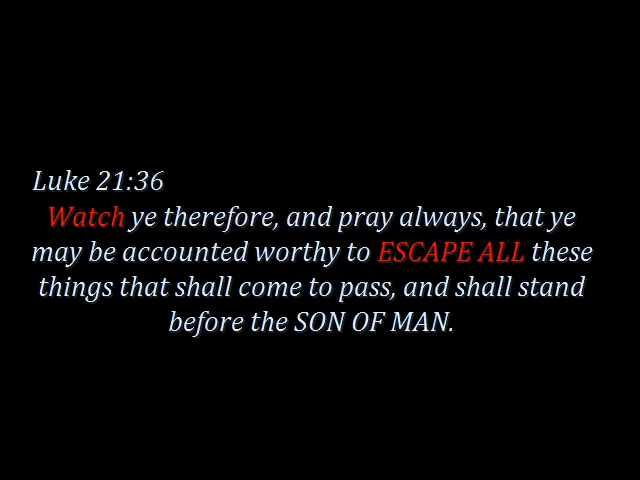 Luke 21:36
Watch ye therefore, and pray always, that ye
may be accounted worthy to ESCAPE ALL these
things that shall come to pass, and shall stand
before the SON OF MAN.